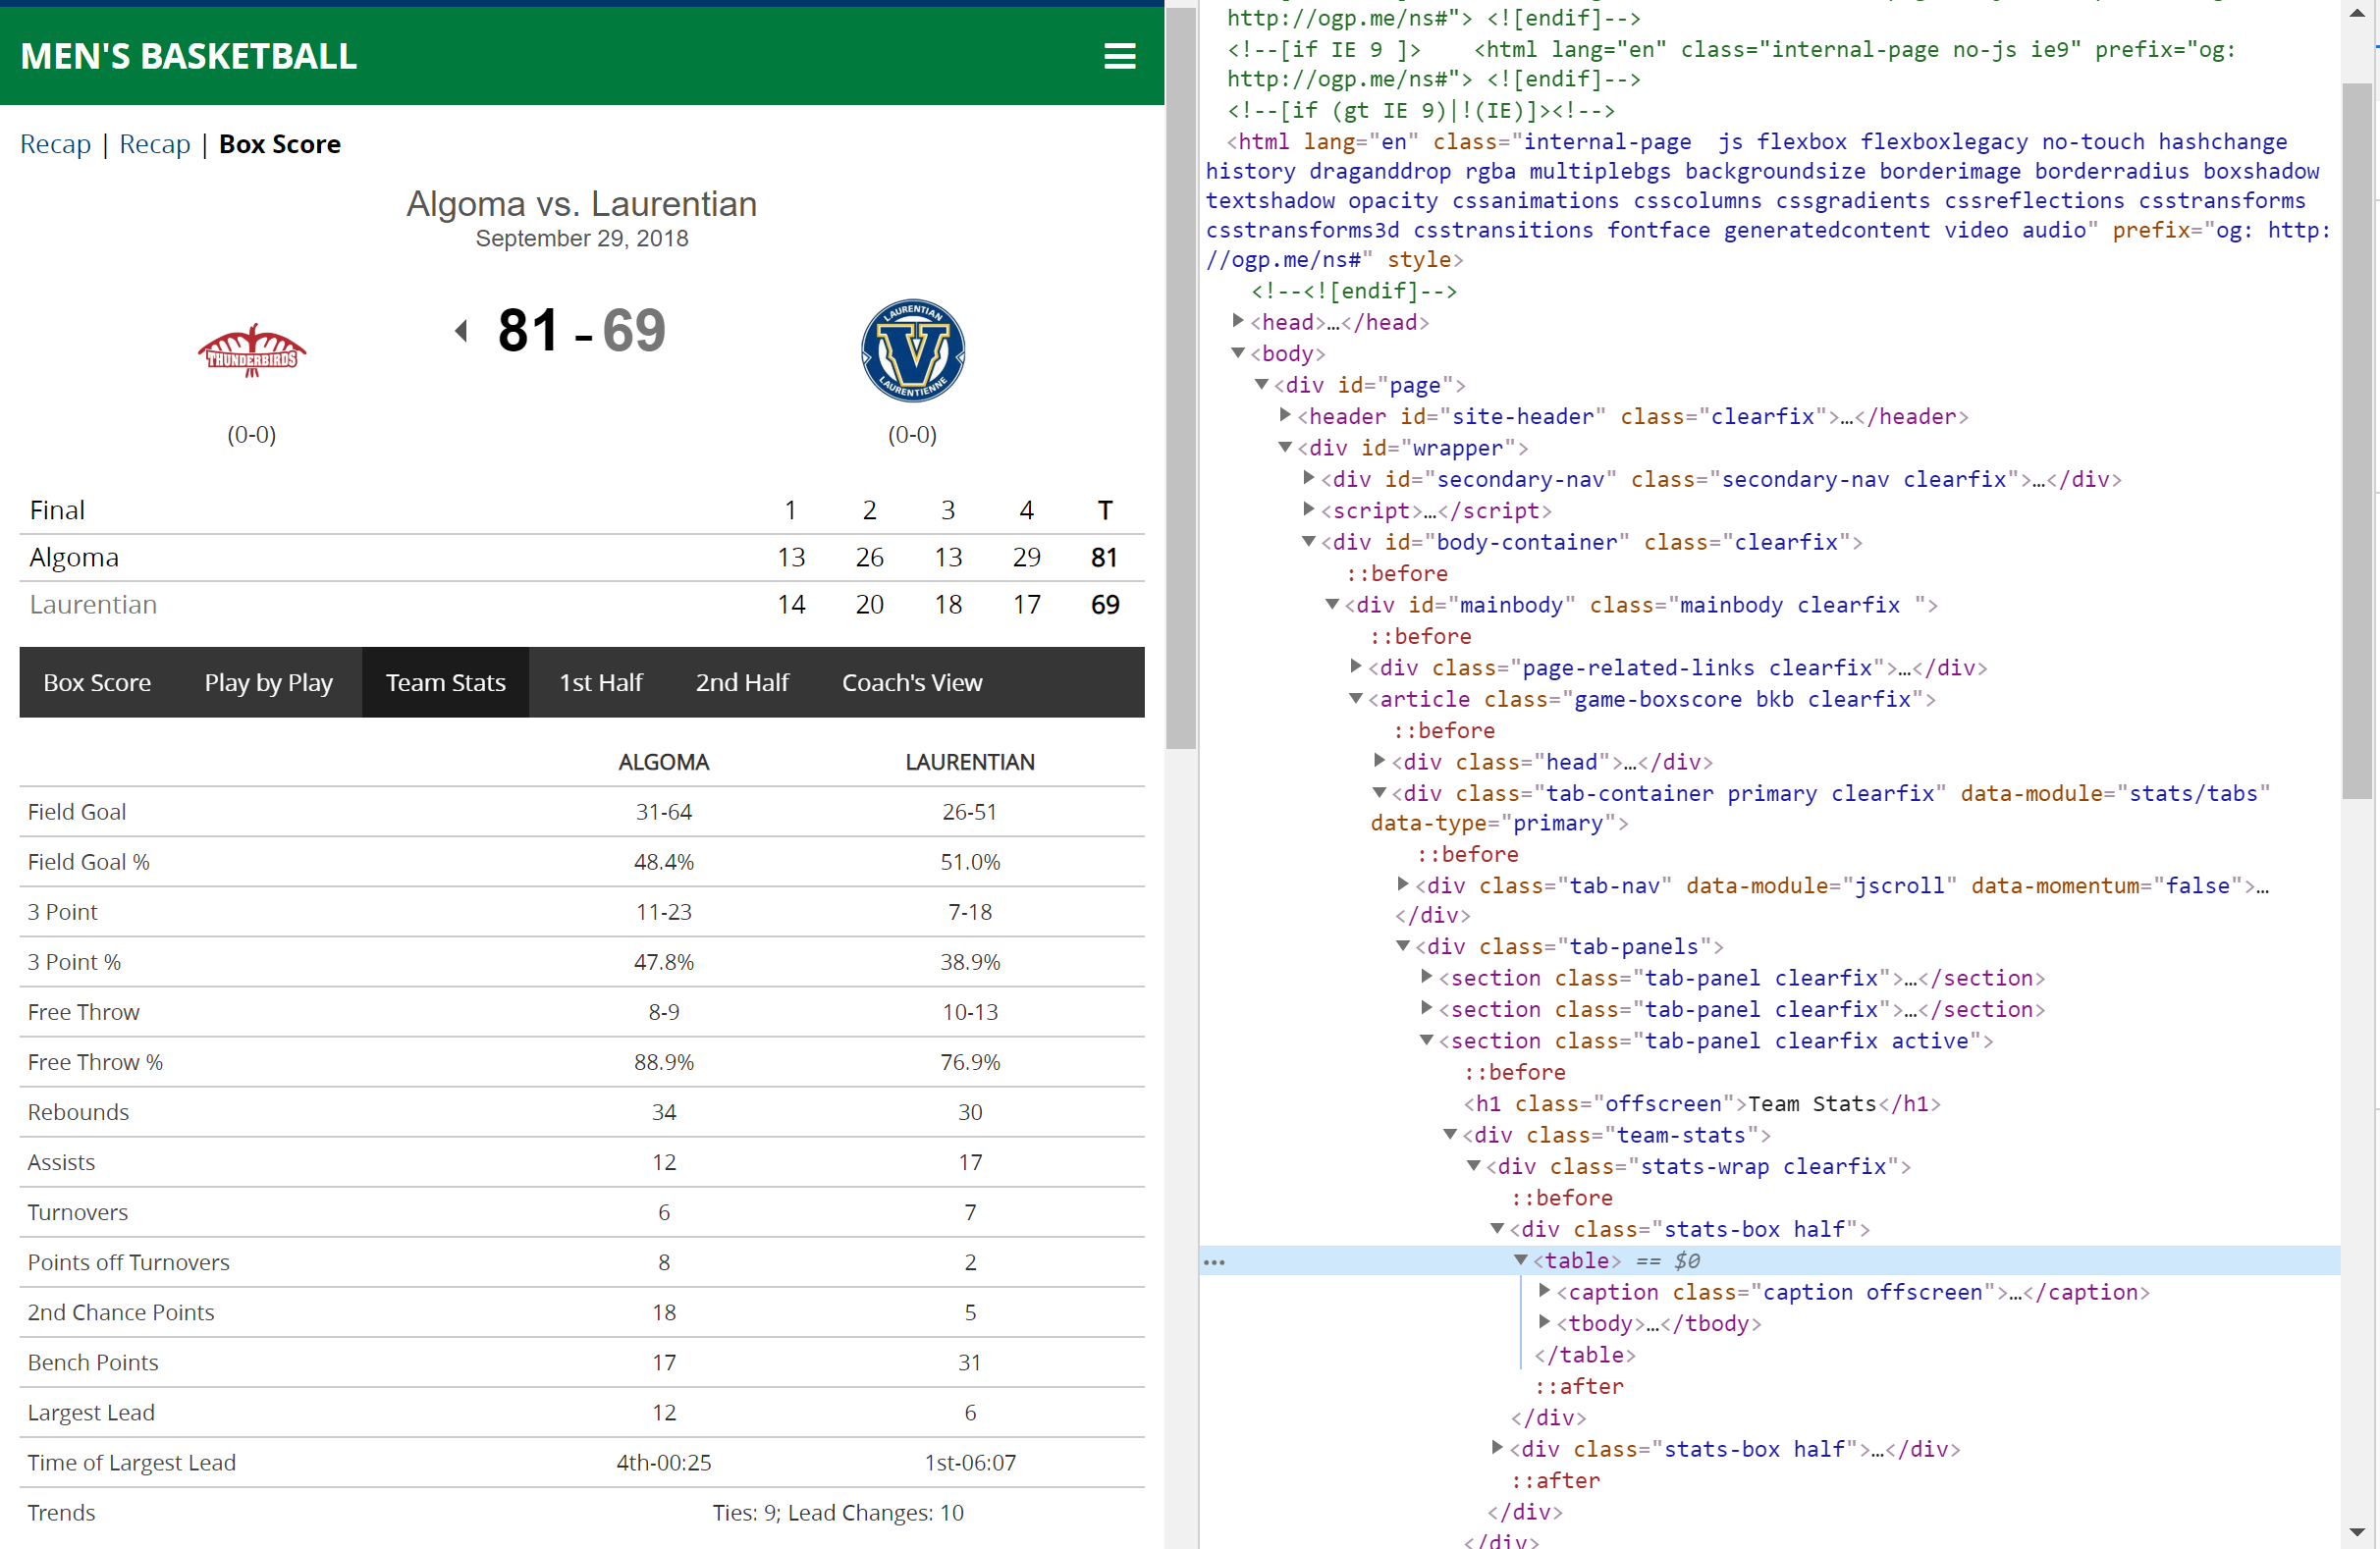 MEN'S BASKETBALL
Recap | Recap | Box Score
Algoma vs. Laurentian
September 29, 2018
THUNDERBIRDS
81 - 69
LAURENTIAN
V
LAURENTIENNE
(0-0) (0-0)
Final 1 2 3 4 T
Algoma 13 26 13 29 81
Laurentian 14 20 18 17 69
Box Score Play by Play Team Stats 1st Half 2nd Half Coach's View
ALGOMA LAURENTIAN
Field Goal 31-64 26-51
Field Goal % 48.4% 51.0%
3 Point 11-23 7-18
3 Point % 47.8% 38.9%
Free Throw 8-9 10-13
Free Throw % 88.9% 76.9%
Rebounds 34 30
Assists 12 17
Turnovers 6 7
Points off Turnovers 8 2
2nd Chance Points 18 5
Bench Points 17 31
Largest Lead 12 6
Time of Largest Lead 4th-00:25 1st-06:07
Trends Ties: 9; Lead Changes: 10
http://ogp.me/ns#"> <![endif]-->
<!--[if IE 9 ]>    <html lang="en" class="internal-page no-js ie9" prefix="og:
http://ogp.me/ns#"> <![endif]-->
<!--[if (gt IE 9)|!(IE)]><!-->
<html lang="en" class="internal-page  js flexbox flexboxlegacy no-touch hashchange
history draganddrop rgba multiplebgs backgroundsize borderimage borderradius boxshadow
textshadow opacity cssanimations csscolumns cssgradients cssreflections csstransforms
csstransforms3d csstransitions fontface generatedcontent video audio" prefix="og: http:
//ogp.me/ns#" style>
<!--<![endif]-->
<head>…</head>
<body>
<div id="page">
<header id="site-header" class="clearfix">…</header>
<div id="wrapper">
<div id="secondary-nav" class="secondary-nav clearfix">…</div>
<script>…</script>
<div id="body-container" class="clearfix">
::before
<div id="mainbody" class="mainbody clearfix ">
::before
<div class="page-related-links clearfix">…</div>
<article class="game-boxscore bkb clearfix">
::before
<div class="head">…</div>
<div class="tab-container primary clearfix" data-module="stats/tabs"
data-type="primary">
::before
<div class="tab-nav" data-module="jscroll" data-momentum="false">…
</div>
<div class="tab-panels">
<section class="tab-panel clearfix">…</section>
<section class="tab-panel clearfix">…</section>
<section class="tab-panel clearfix active">
::before
<h1 class="offscreen">Team Stats</h1>
<div class="team-stats">
<div class="stats-wrap clearfix">
::before
<div class="stats-box half">
… <table> == $0
<caption class="caption offscreen">…</caption>
<tbody>…</tbody>
</table>
::after
</div>
<div class="stats-box half">…</div>
::after
</div>
</div>